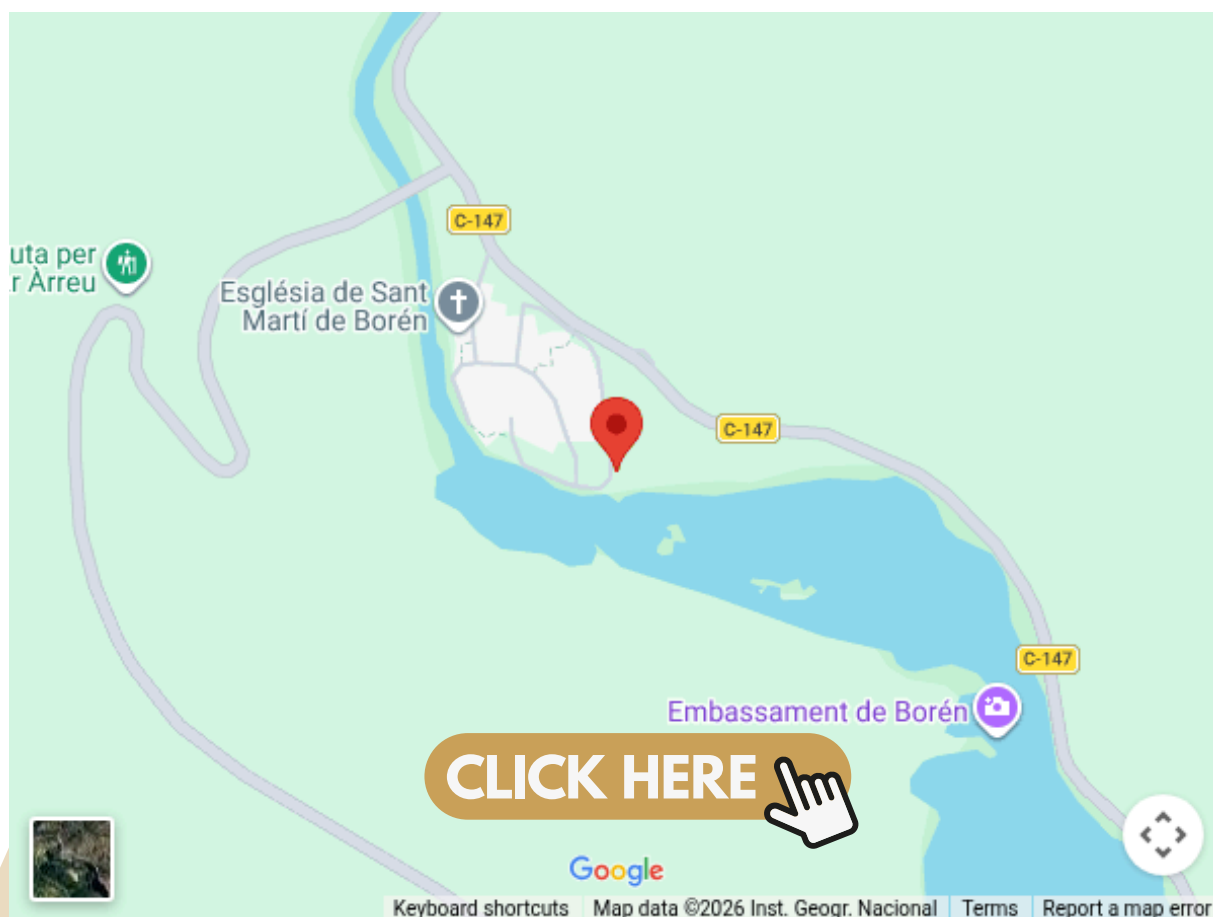 C-147
uta per
r Àrreu
Església de Sant
Martí de Borén
C-147
C-147
Embassament de Borén
CLICK HERE
Google
Keyboard shortcuts Map data ©2026 Inst. Geogr. Nacional Terms Report a map error